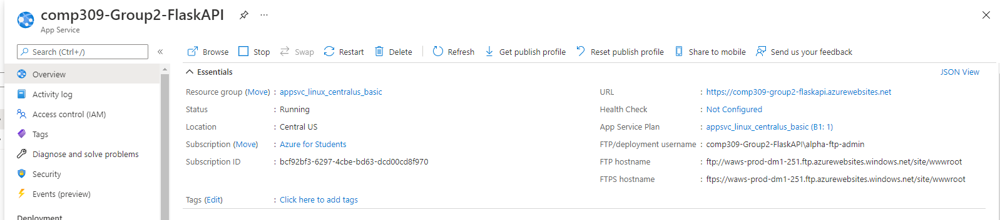 comp309-Group2-FlaskAPI
App Service
Search (Ctrl+/)
Overview
Activity log
Access control (IAM)
Tags
Diagnose and solve problems
Security
Events (preview)
Deployment
Browse Stop Swap Restart Delete Refresh Get publish profile Reset publish profile Share to mobile Send us your feedback
Essentials JSON View
Resource group (Move) : appsvc_linux_centralus_basic
Status : Running
Location : Central US
Subscription (Move) : Azure for Students
Subscription ID : bcf92bf3-6297-4cbe-bd63-dcd00cd8f970
Tags (Edit) : Click here to add tags
URL : https://comp309-group2-flaskapi.azurewebsites.net
Health Check : Not Configured
App Service Plan : appsvc_linux_centralus_basic (B1: 1)
FTP/deployment username : comp309-Group2-FlaskAPI\alpha-ftp-admin
FTP hostname : ftp://waws-prod-dm1-251.ftp.azurewebsites.windows.net/site/wwwroot
FTPS hostname : ftps://waws-prod-dm1-251.ftp.azurewebsites.windows.net/site/wwwroot